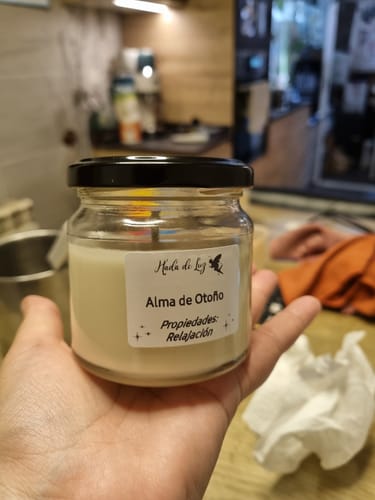 Hada de Luz
Alma de Otoño
Propiedades:
Relajación